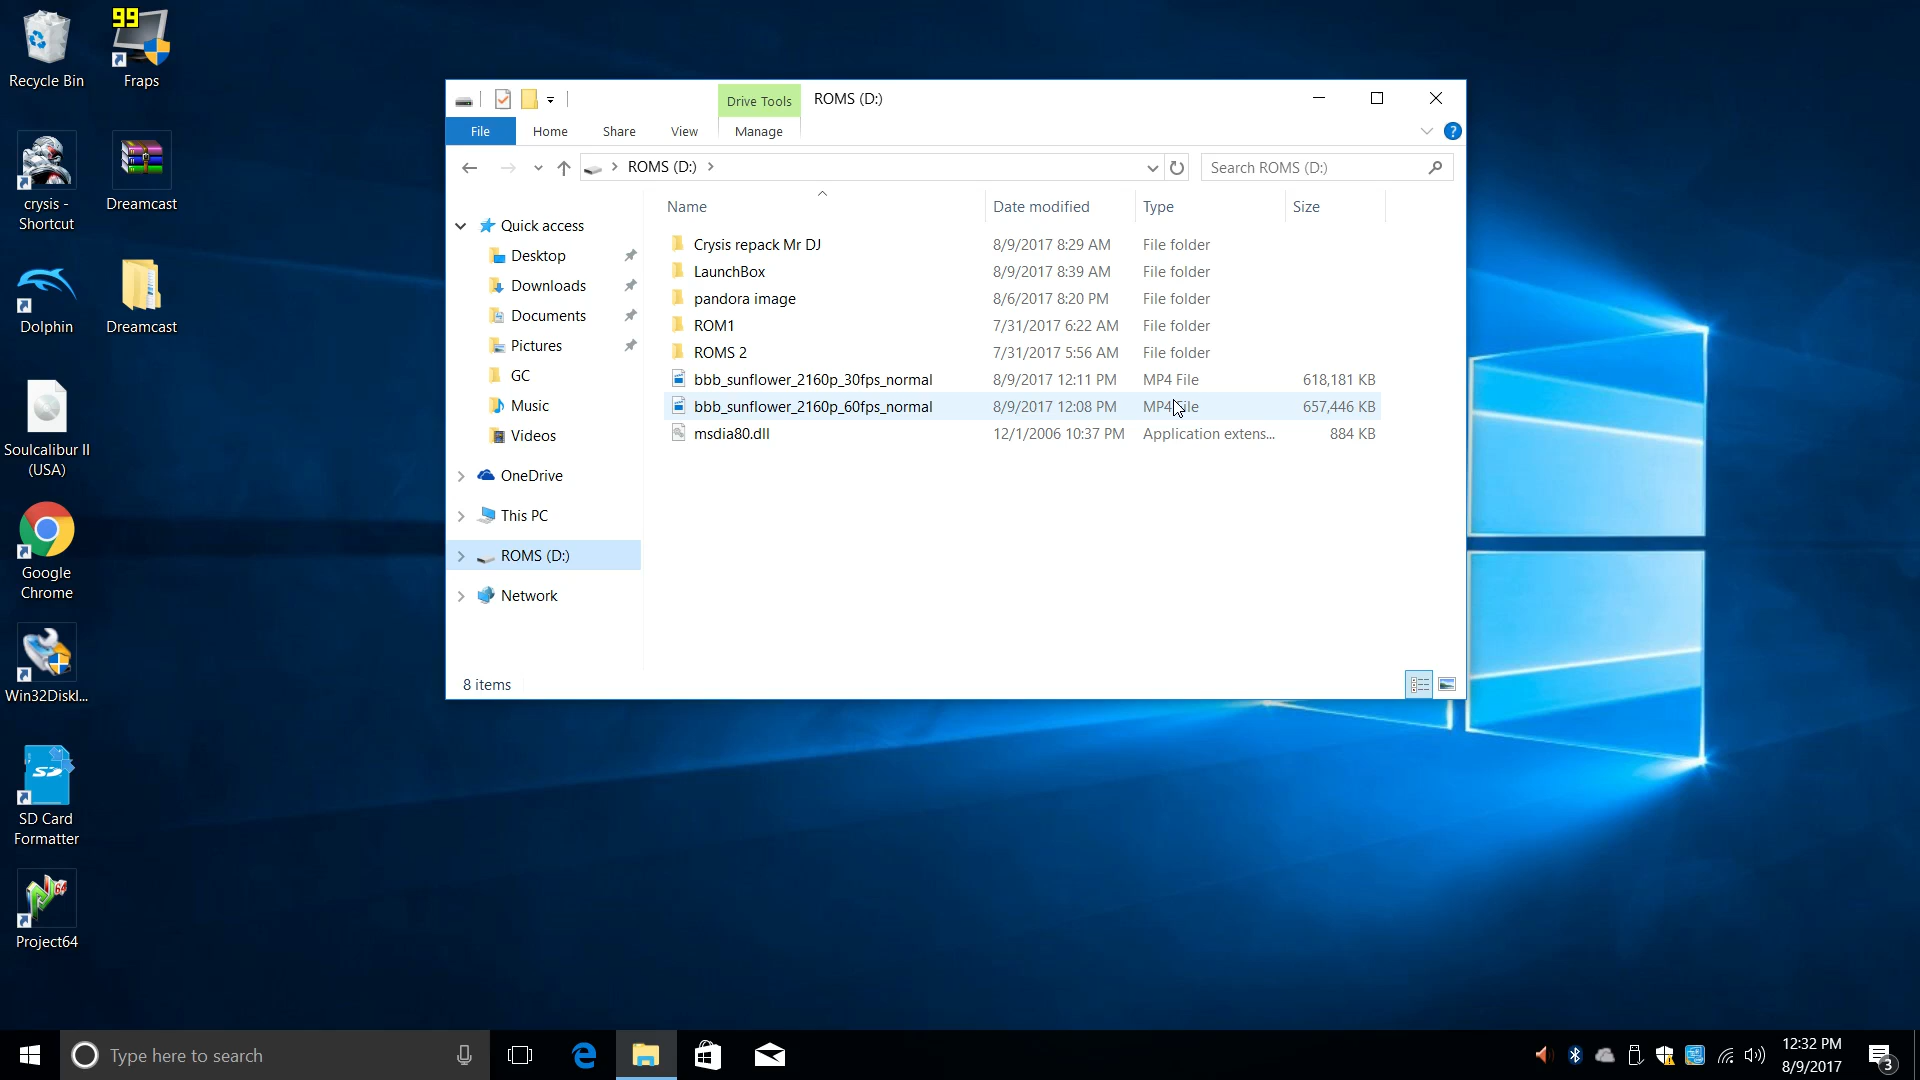 Recycle Bin
99
Fraps
crysis -
Shortcut
Dreamcast
Dolphin
Dreamcast
Soulcalibur II
(USA)
Google
Chrome
Win32DiskI...
SD
SD Card
Formatter
64
Project64
Drive Tools
ROMS (D:)
File
Home
Share
View
Manage
?
ROMS (D:)
Search ROMS (D:)
Name
Date modified
Type
Size
Quick access
Desktop
Downloads
Documents
Pictures
GC
Music
Videos
OneDrive
This PC
ROMS (D:)
Network
Crysis repack Mr DJ 8/9/2017 8:29 AM File folder
LaunchBox 8/9/2017 8:39 AM File folder
pandora image 8/6/2017 8:20 PM File folder
ROM1 7/31/2017 6:22 AM File folder
ROMS 2 7/31/2017 5:56 AM File folder
bbb_sunflower_2160p_30fps_normal 8/9/2017 12:11 PM MP4 File 618,181 KB
bbb_sunflower_2160p_60fps_normal 8/9/2017 12:08 PM MP4 File 657,446 KB
msdia80.dll 12/1/2006 10:37 PM Application extens... 884 KB
8 items
Type here to search
12:32 PM
8/9/2017
3